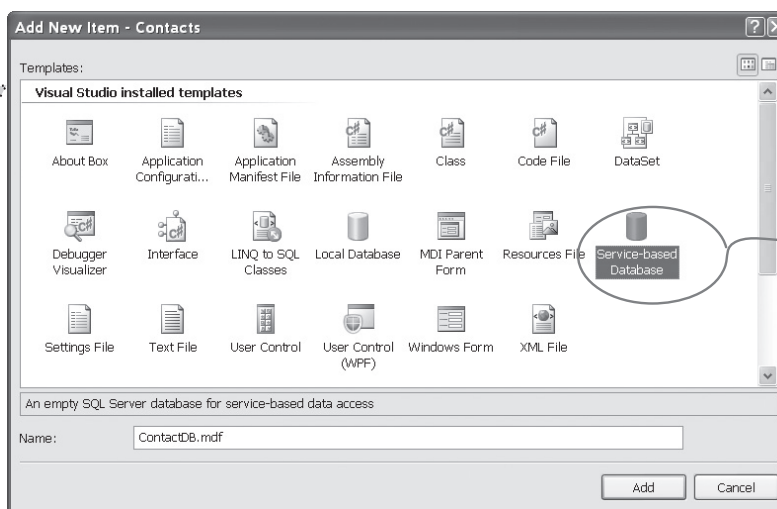 Add New Item - Contacts
Templates:
Visual Studio installed templates
About Box
Application
Configurati...
Application
Manifest File
Assembly
Information File
Class
Code File
DataSet
Debugger
Visualizer
Interface
LINQ to SQL
Classes
Local Database
MDI Parent
Form
Resources File
Service-based
Database
Settings File
Text File
User Control
User Control
(WPF)
Windows Form
XML File
An empty SQL Server database for service-based data access
Name:
ContactDB.mdf
Add
Cancel